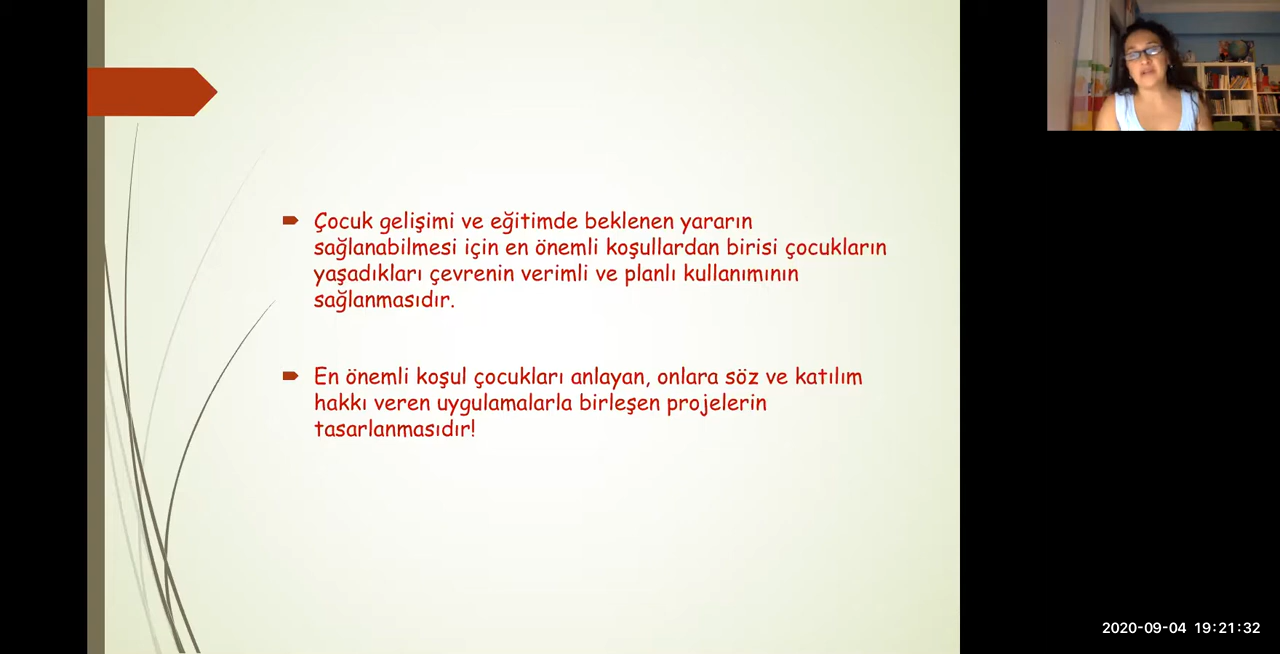 Çocuk gelişimi ve eğitimde beklenen yararın
sağlanabilmesi için en önemli koşullardan birisi çocukların
yaşadıkları çevrenin verimli ve planlı kullanımının
sağlanmasıdır.
En önemli koşul çocukları anlayan, onlara söz ve katılım
hakkı veren uygulamalarla birleşen projelerin
tasarlanmasıdır!
2020-09-04 19:21:32